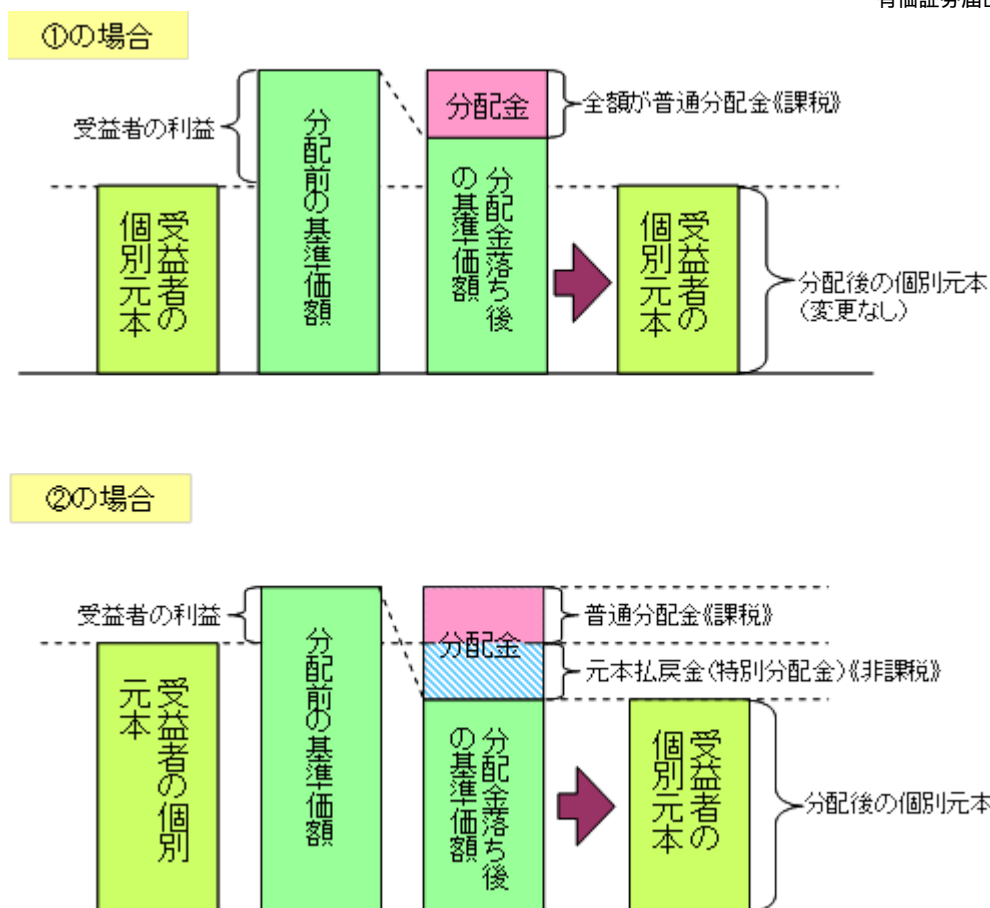 ①の場合
受益者の利益
受益者の
個別元本
分配前の基準価額
分配金
分配金落ち後
の基準価額
全額が普通分配金《課税》
受益者の
個別元本
分配後の個別元本
(変更なし)
②の場合
受益者の利益
受益者の個別
元本
分配前の基準価額
分配金
分配金落ち後
の基準価額
普通分配金《課税》
元本払戻金(特別分配金)《非課税》
受益者の
個別元本
分配後の個別元本